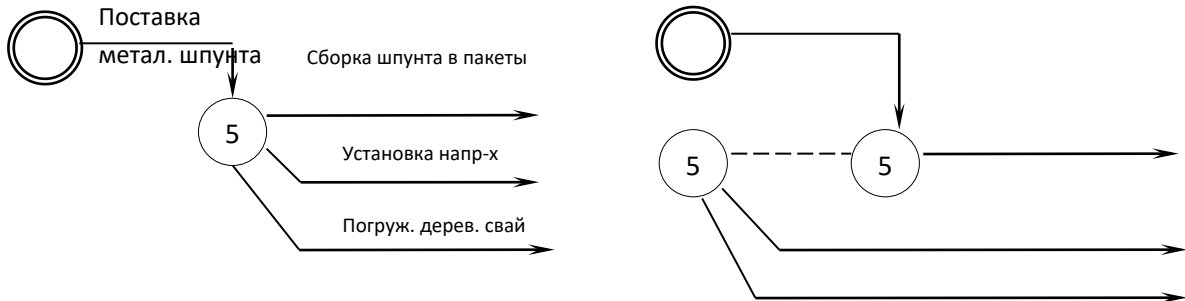 Поставка
метал. шпунта
Сборка шпунта в пакеты
5
Установка напр-х
5
5
Погруж. дерев. свай